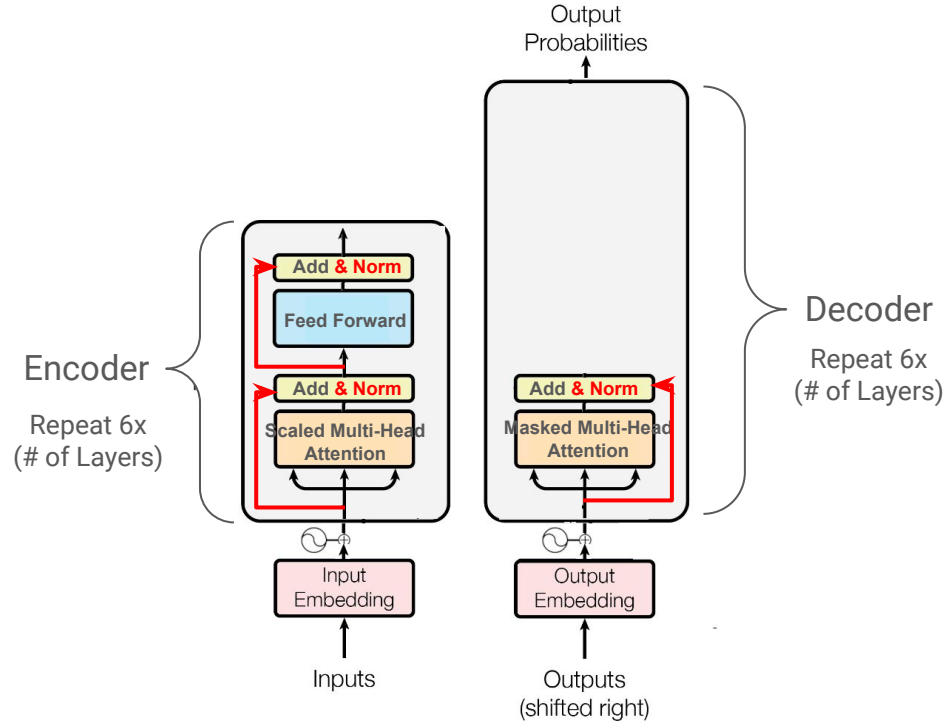 Output
Probabilities
Add & Norm
Feed Forward
Add & Norm
Scaled Multi-Head
Attention
Encoder
Repeat 6x
(# of Layers)
Input
Embedding
Inputs
Add & Norm
Masked Multi-Head
Attention
Decoder
Repeat 6x
(# of Layers)
Output
Embedding
Outputs
(shifted right)